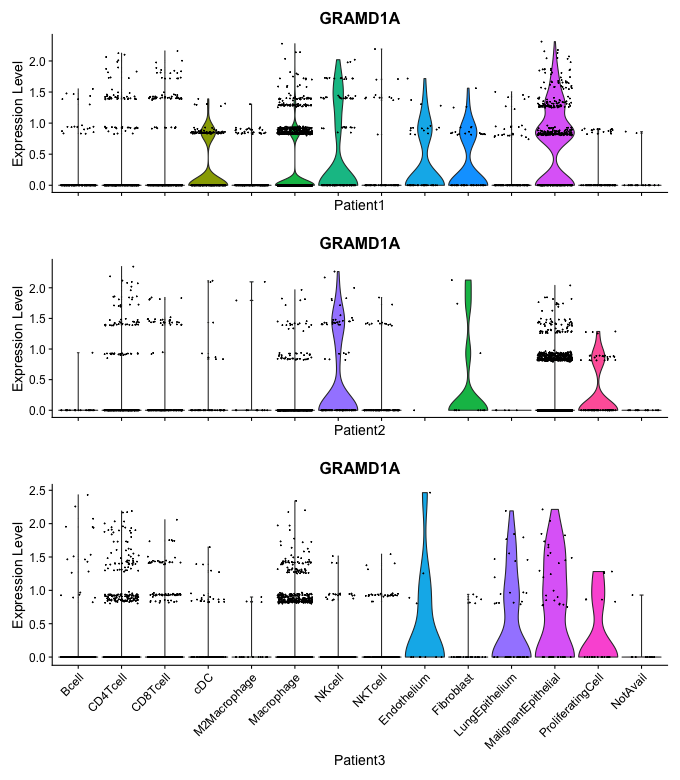 GRAMD1A
Expression Level
2.0
1.5
1.0
0.5
0.0
Patient1
GRAMD1A
Expression Level
2.0
1.5
1.0
0.5
0.0
Patient2
GRAMD1A
Expression Level
2.5
2.0
1.5
1.0
0.5
0.0
Bcell
CD4Tcell
CD8Tcell
cDC
M2Macrophage
Macrophage
NKcell
NKTcell
Endothelium
Fibroblast
LungEpithelium
MalignantEpithelial
ProliferatingCell
NotAvail
Patient3